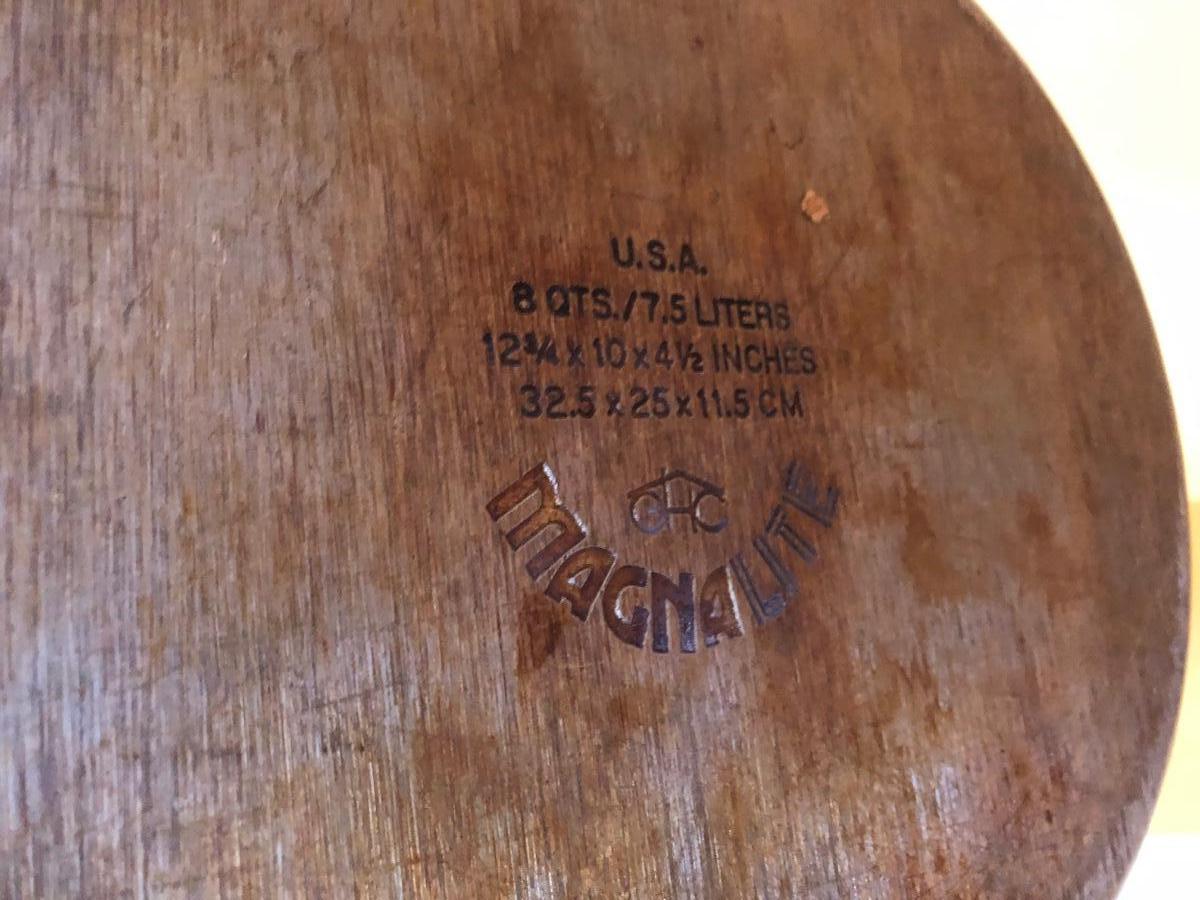 U.S.A.
8 QTS./7.5 LITERS
12¾ x 10 x 4½ INCHES
32.5 x 25 x 11.5 CM
GHC
MAGNALITE